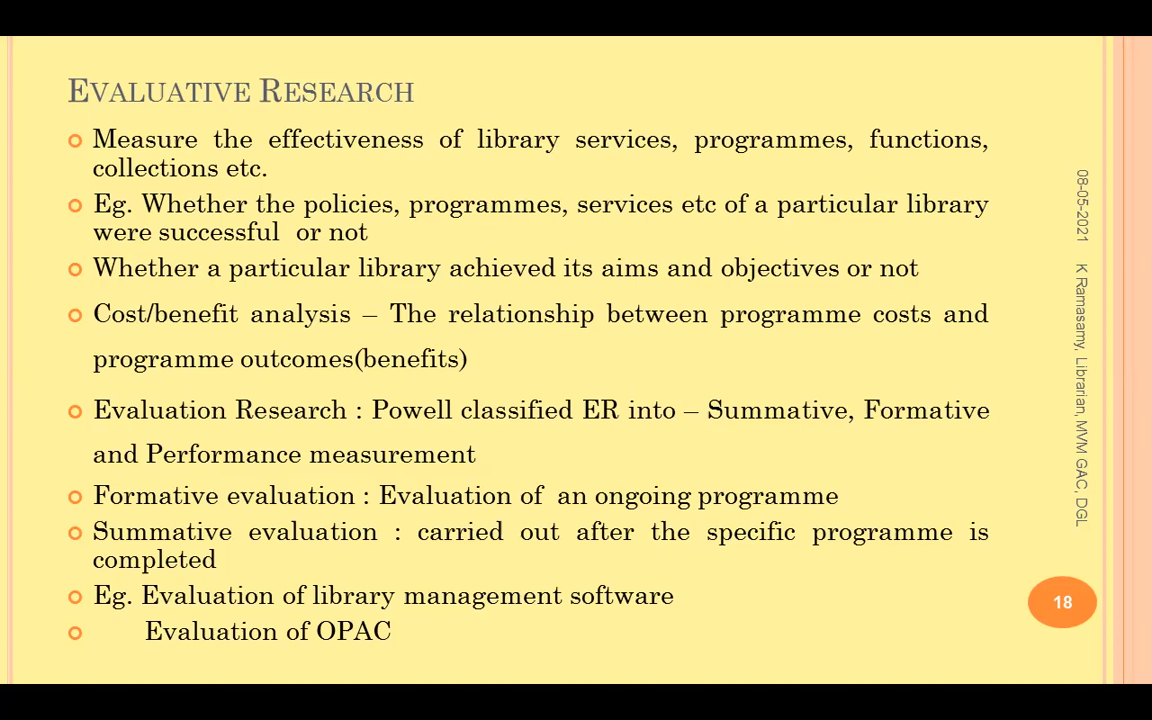 EVALUATIVE RESEARCH
Measure the effectiveness of library services, programmes, functions,
collections etc.
Eg. Whether the policies, programmes, services etc of a particular library
were successful or not
Whether a particular library achieved its aims and objectives or not
Cost/benefit analysis – The relationship between programme costs and
programme outcomes(benefits)
Evaluation Research : Powell classified ER into – Summative, Formative
and Performance measurement
Formative evaluation : Evaluation of an ongoing programme
Summative evaluation : carried out after the specific programme is
completed
Eg. Evaluation of library management software
Evaluation of OPAC
08-05-2021
K Ramasamy, Librarian, MVM GAC, DGL
18